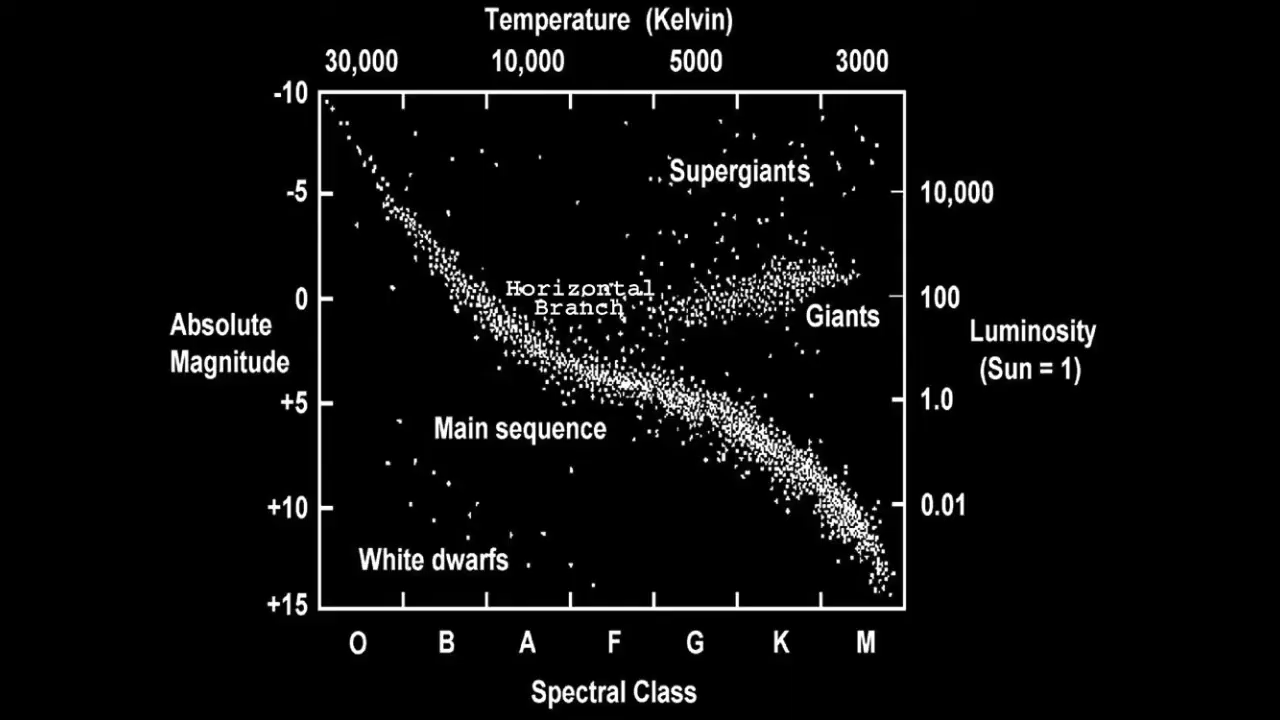 Temperature (Kelvin)
30,000 10,000 5000 3000
-10
Supergiants
-5 10,000
Horizontal
Branch
0 100
Giants
Absolute
Magnitude
Luminosity
(Sun = 1)
+5 1.0
Main sequence
+10 0.01
White dwarfs
+15
O B A F G K M
Spectral Class